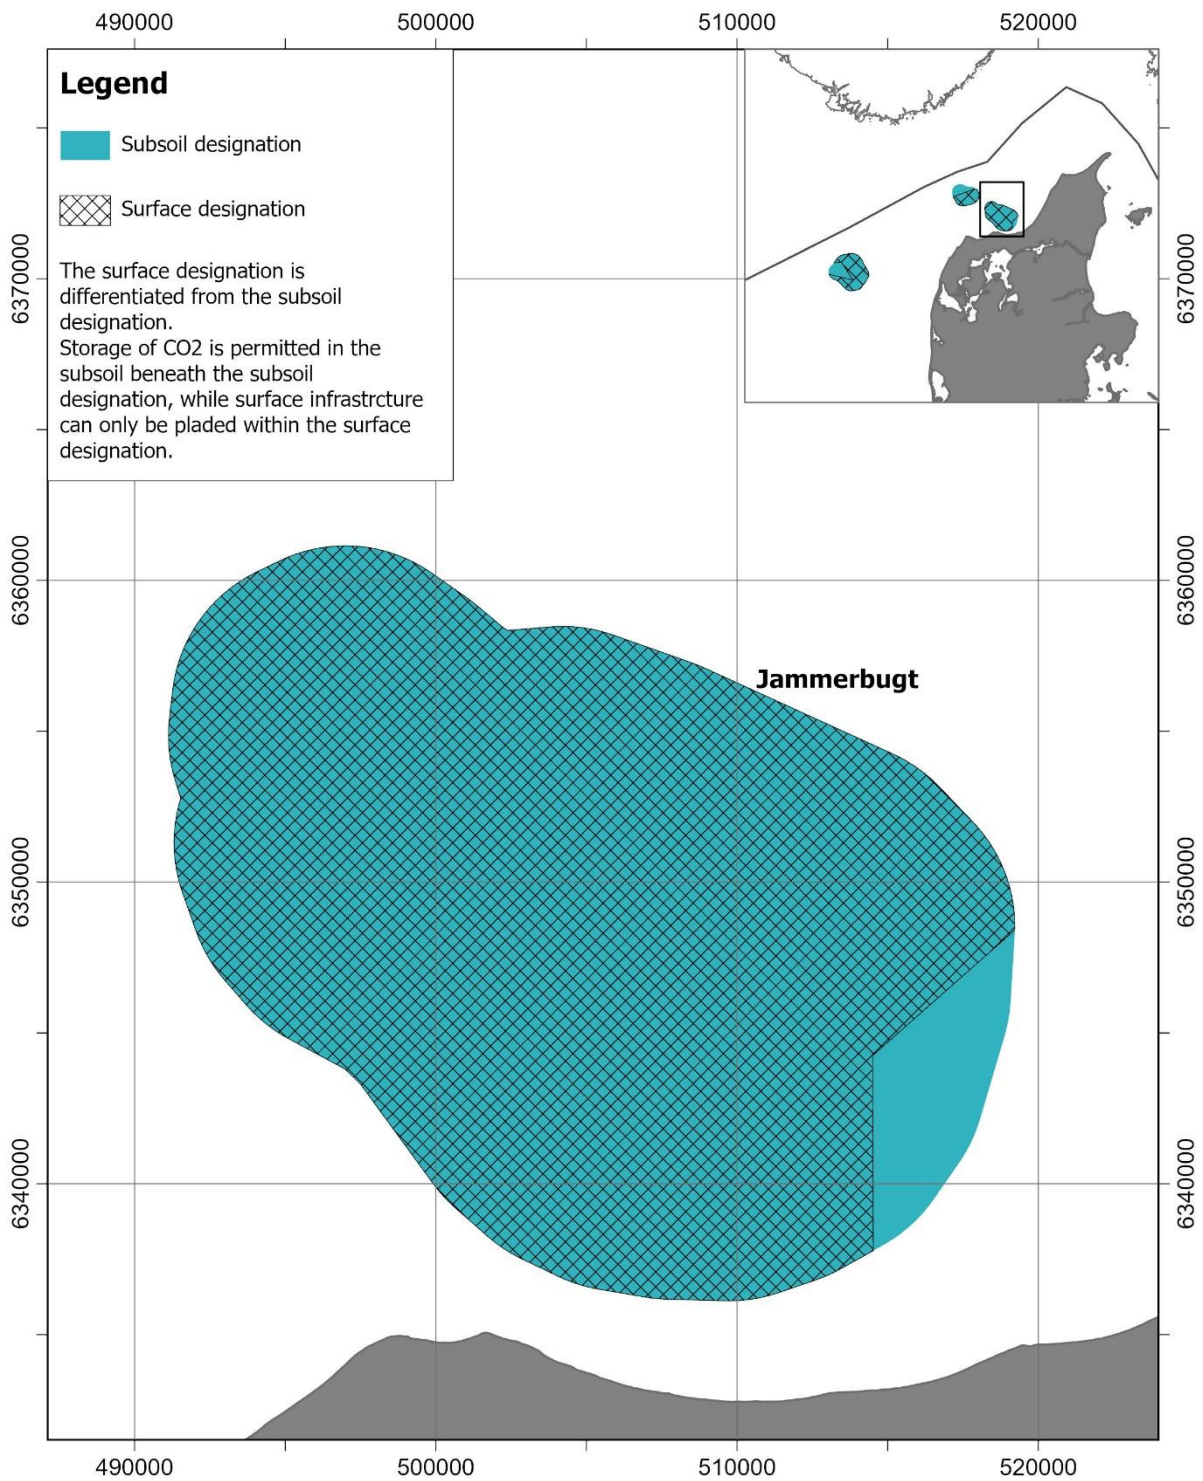 490000 500000 510000 520000
Legend
Subsoil designation
Surface designation
The surface designation is
differentiated from the subsoil
designation.
Storage of CO2 is permitted in the
subsoil beneath the subsoil
designation, while surface infrastrcture
can only be pladed within the surface
designation.
6370000 6370000
6360000 6360000
Jammerbugt
6350000 6350000
6340000 6340000
490000 500000 510000 520000